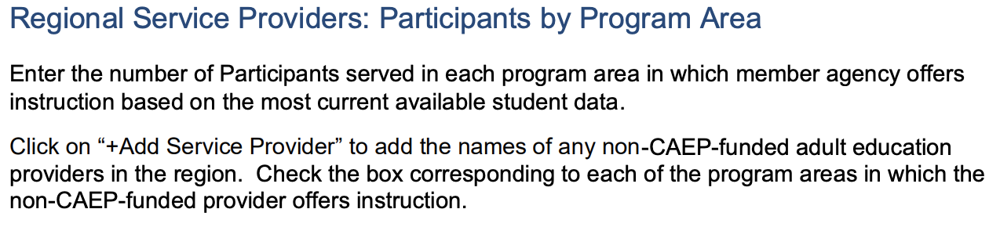 Regional Service Providers: Participants by Program Area
Enter the number of Participants served in each program area in which member agency offers
instruction based on the most current available student data.
Click on “+Add Service Provider” to add the names of any non-CAEP-funded adult education
providers in the region.  Check the box corresponding to each of the program areas in which the
non-CAEP-funded provider offers instruction.